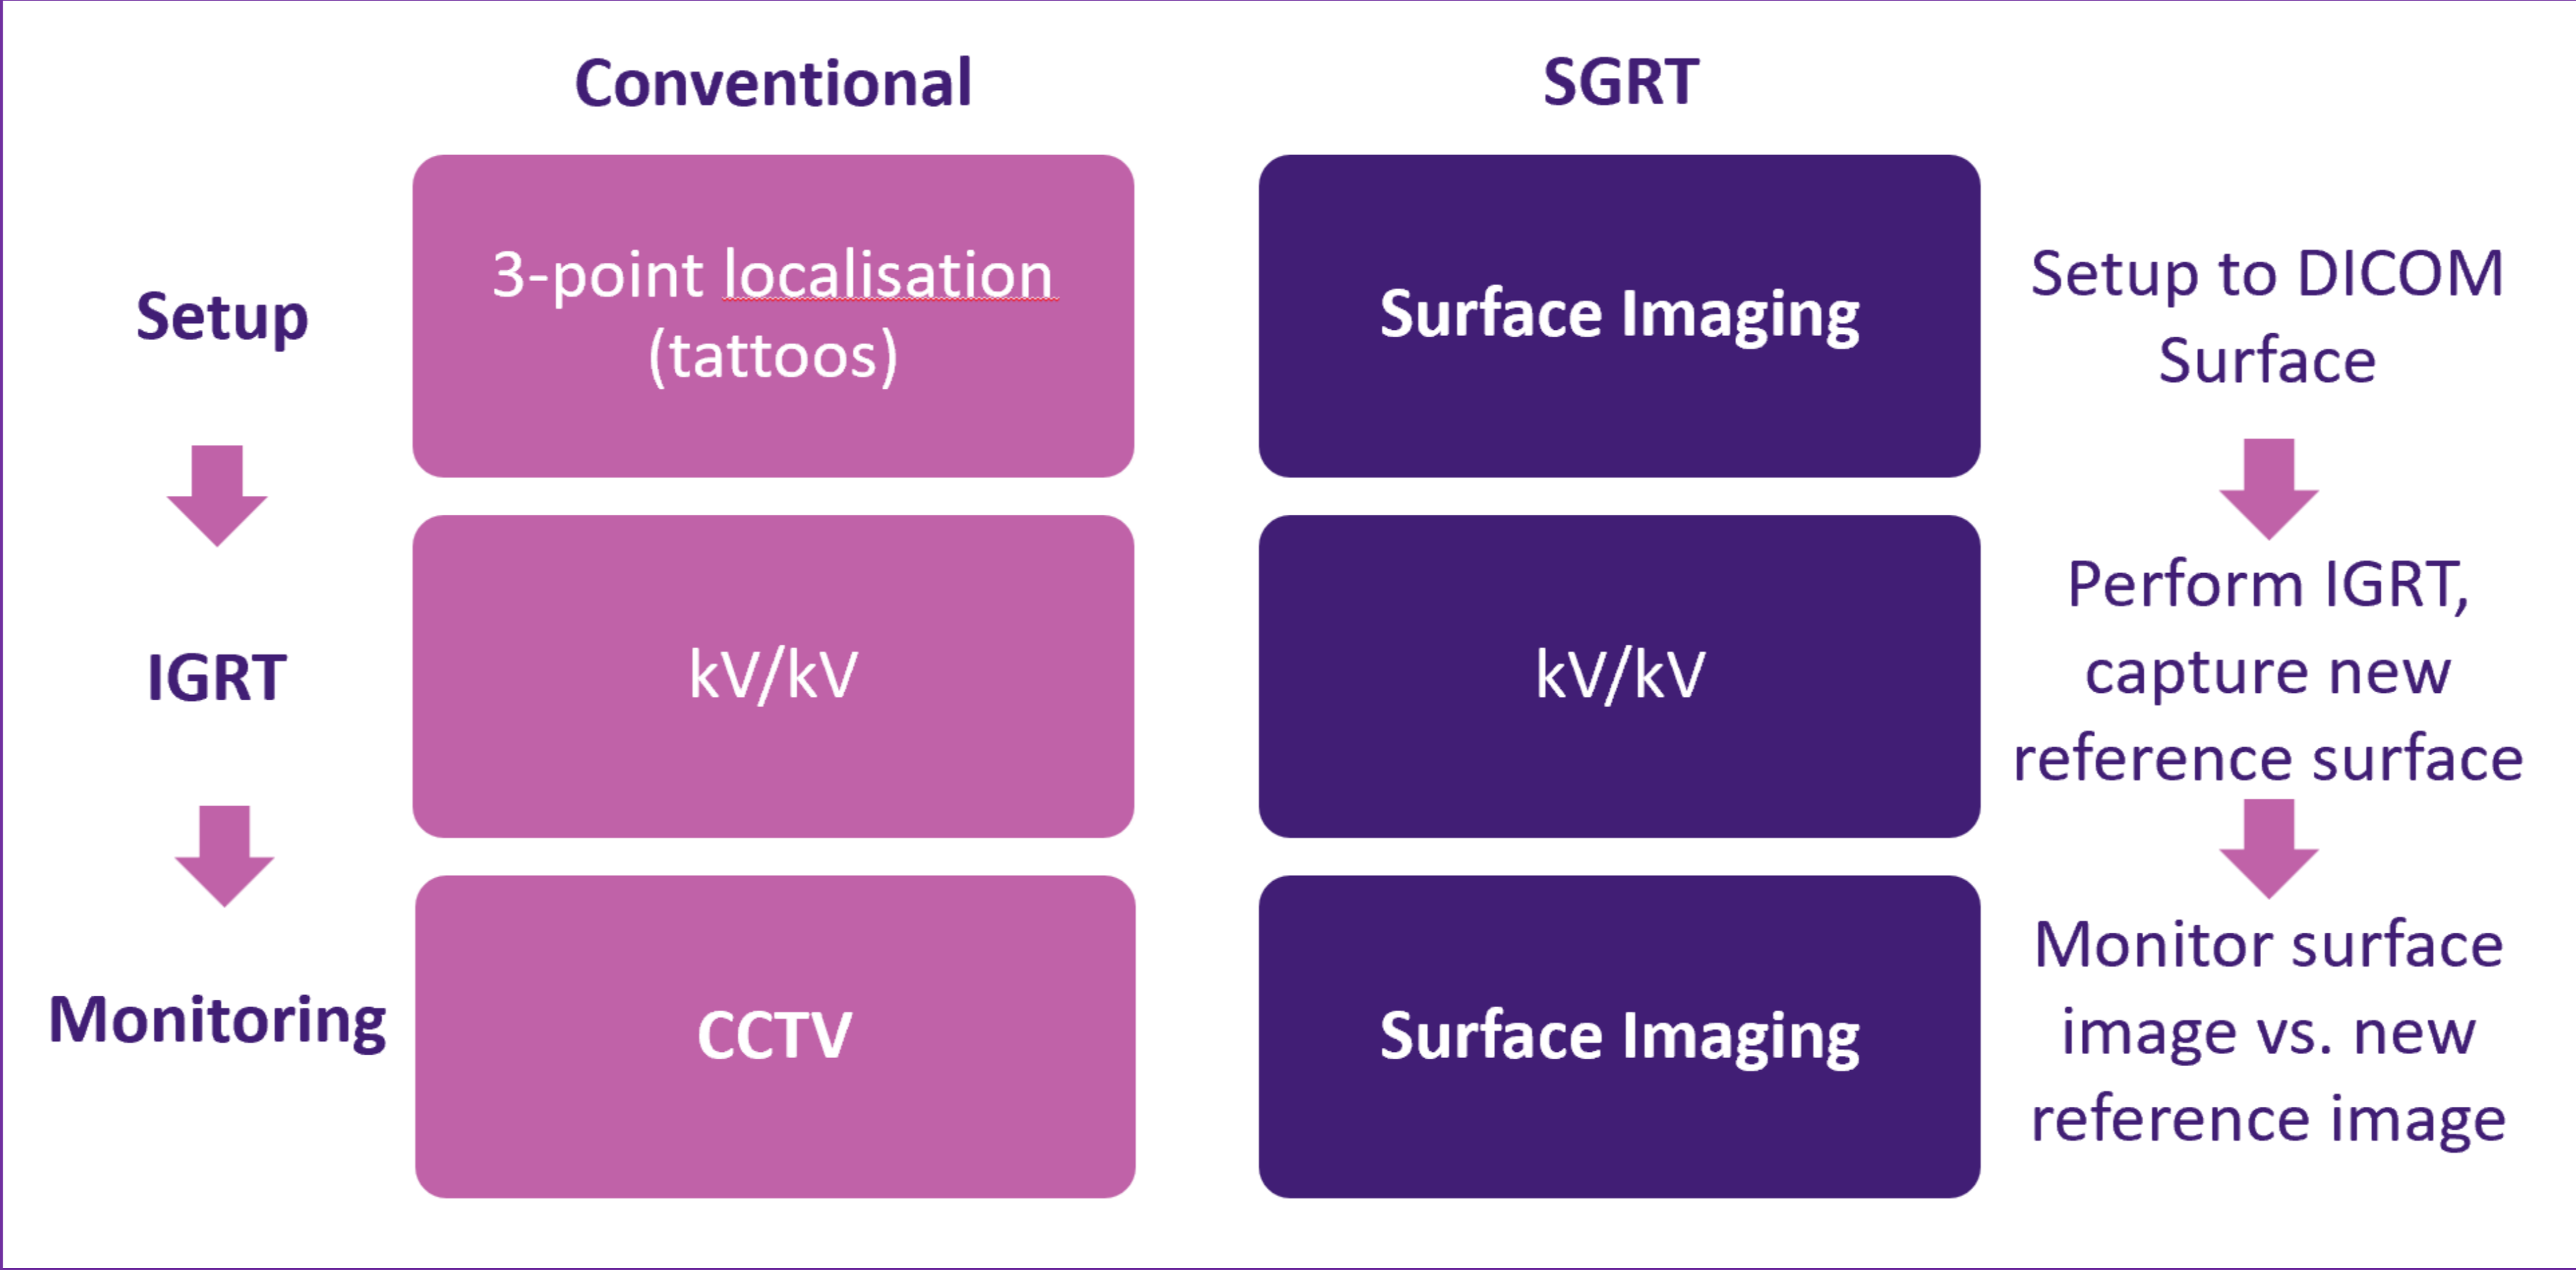 Conventional
SGRT
Setup
3-point localisation
(tattoos)
Surface Imaging
Setup to DICOM
Surface
IGRT
kV/kV
kV/kV
Perform IGRT,
capture new
reference surface
Monitoring
CCTV
Surface Imaging
Monitor surface
image vs. new
reference image